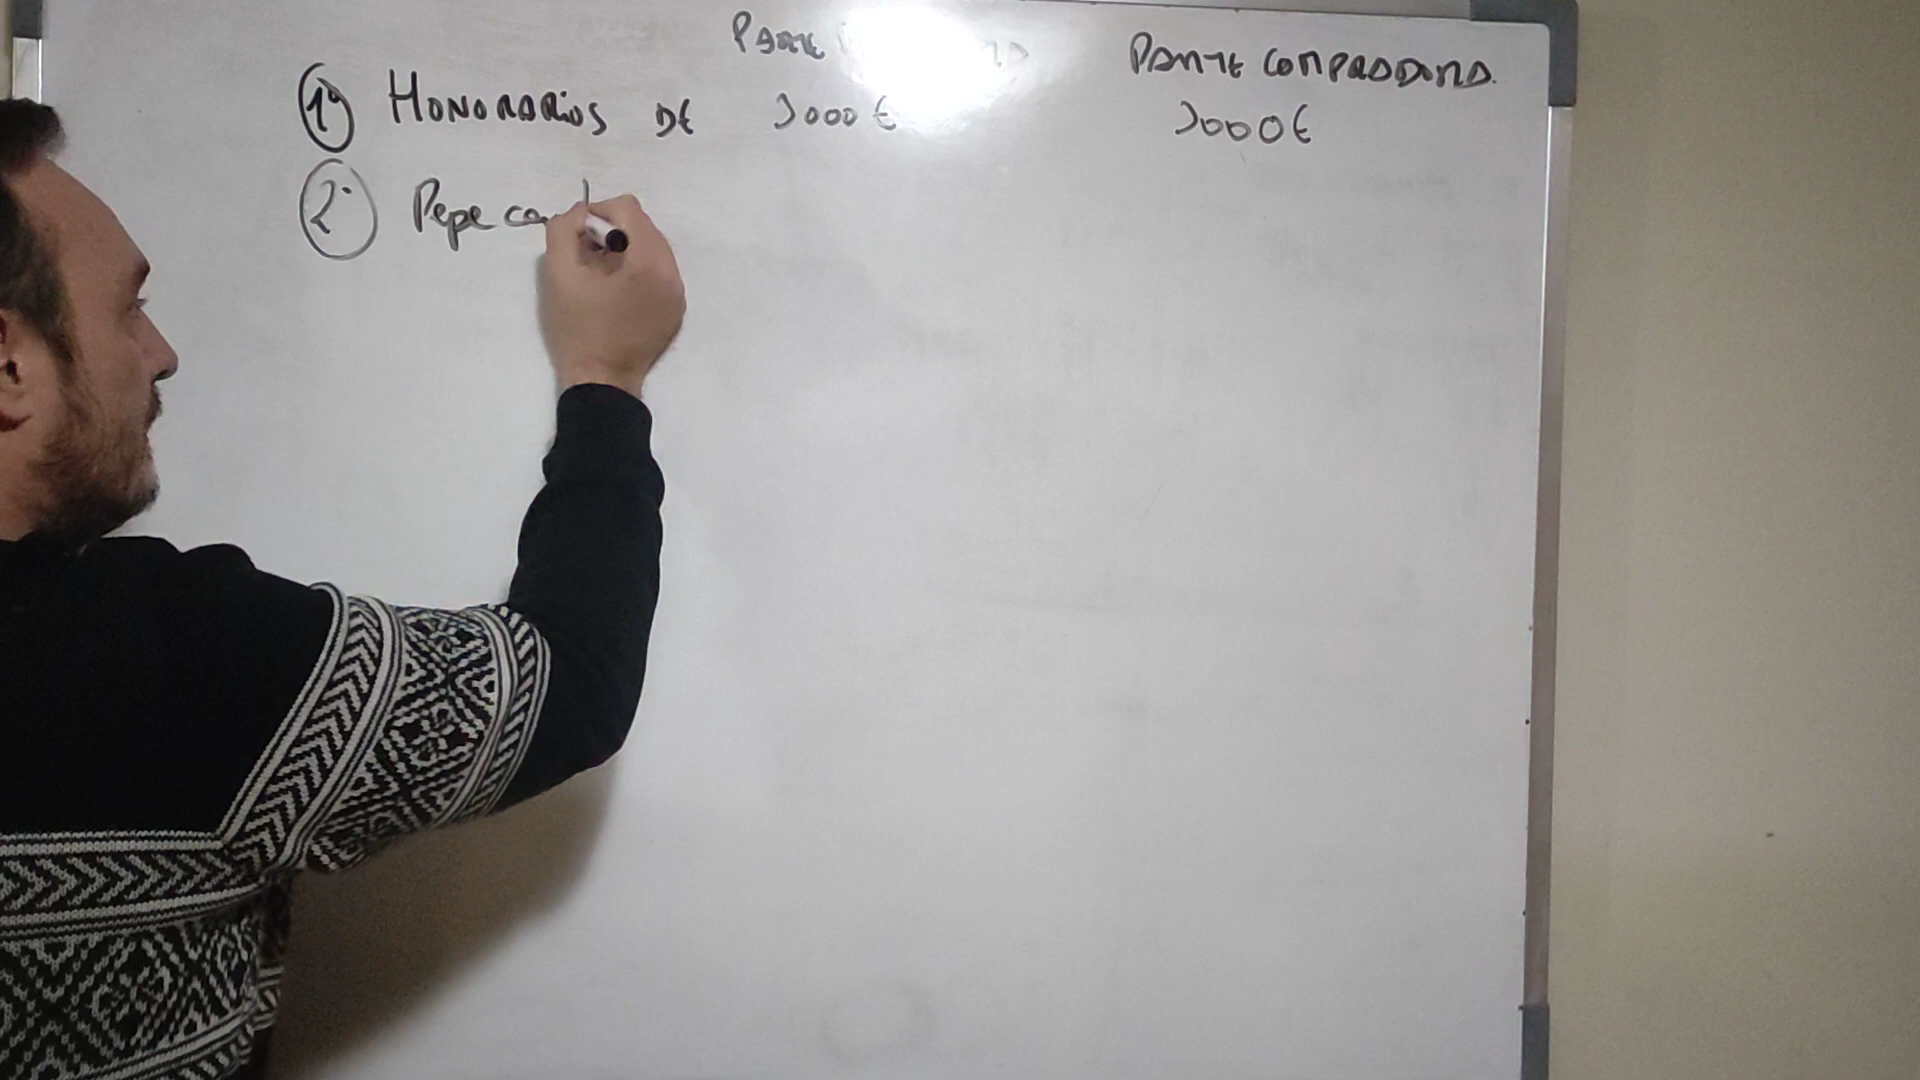 PARTE PARTE COMPRADORA.
1º HONORARIOS DE 3000€ 3000€
2º Pepe